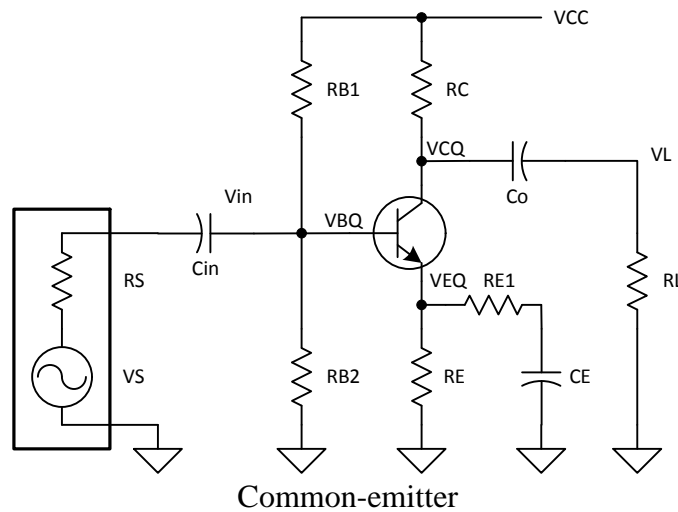 VCC
RB1
RC
VCQ
VL
Vin
VBQ
Co
Cin
RS
VEQ
RE1
RL
VS
RB2
RE
CE
Common-emitter